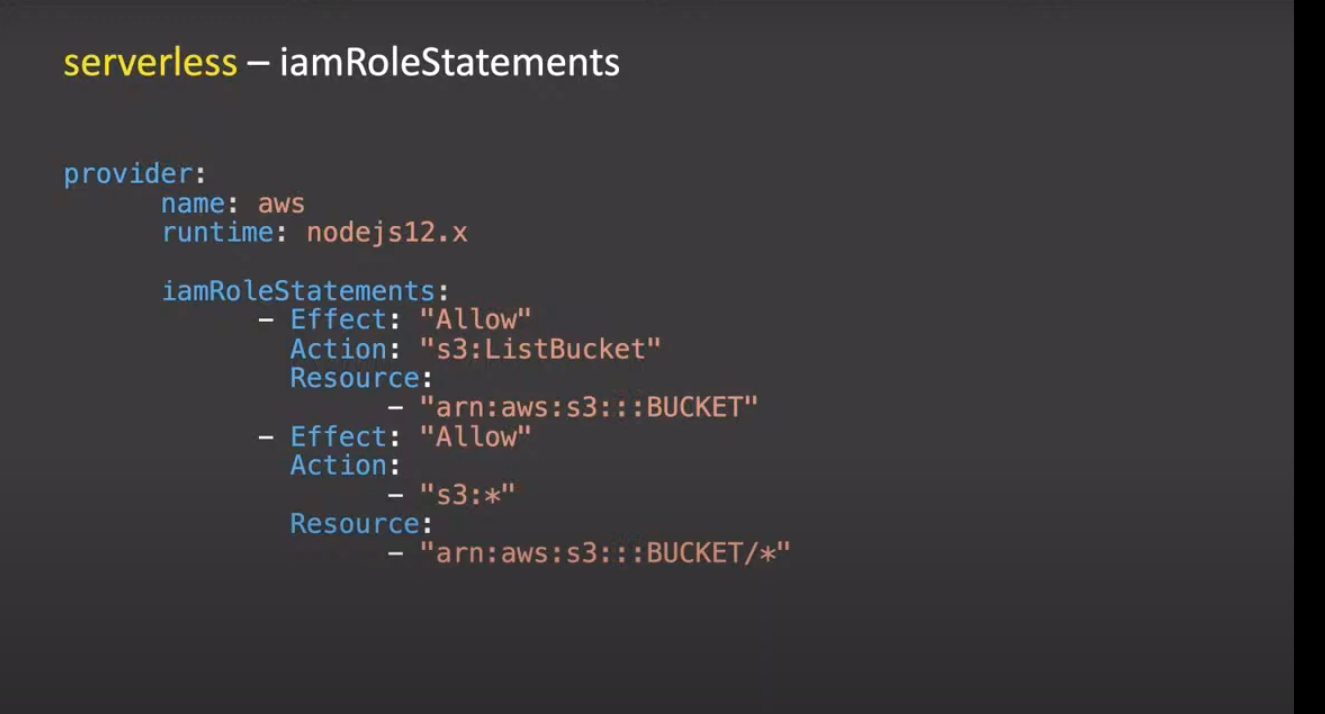 serverless – iamRoleStatements
provider:
name: aws
runtime: nodejs12.x
iamRoleStatements:
- Effect: "Allow"
Action: "s3:ListBucket"
Resource:
- "arn:aws:s3:::BUCKET"
- Effect: "Allow"
Action:
- "s3:*"
Resource:
- "arn:aws:s3:::BUCKET/*"